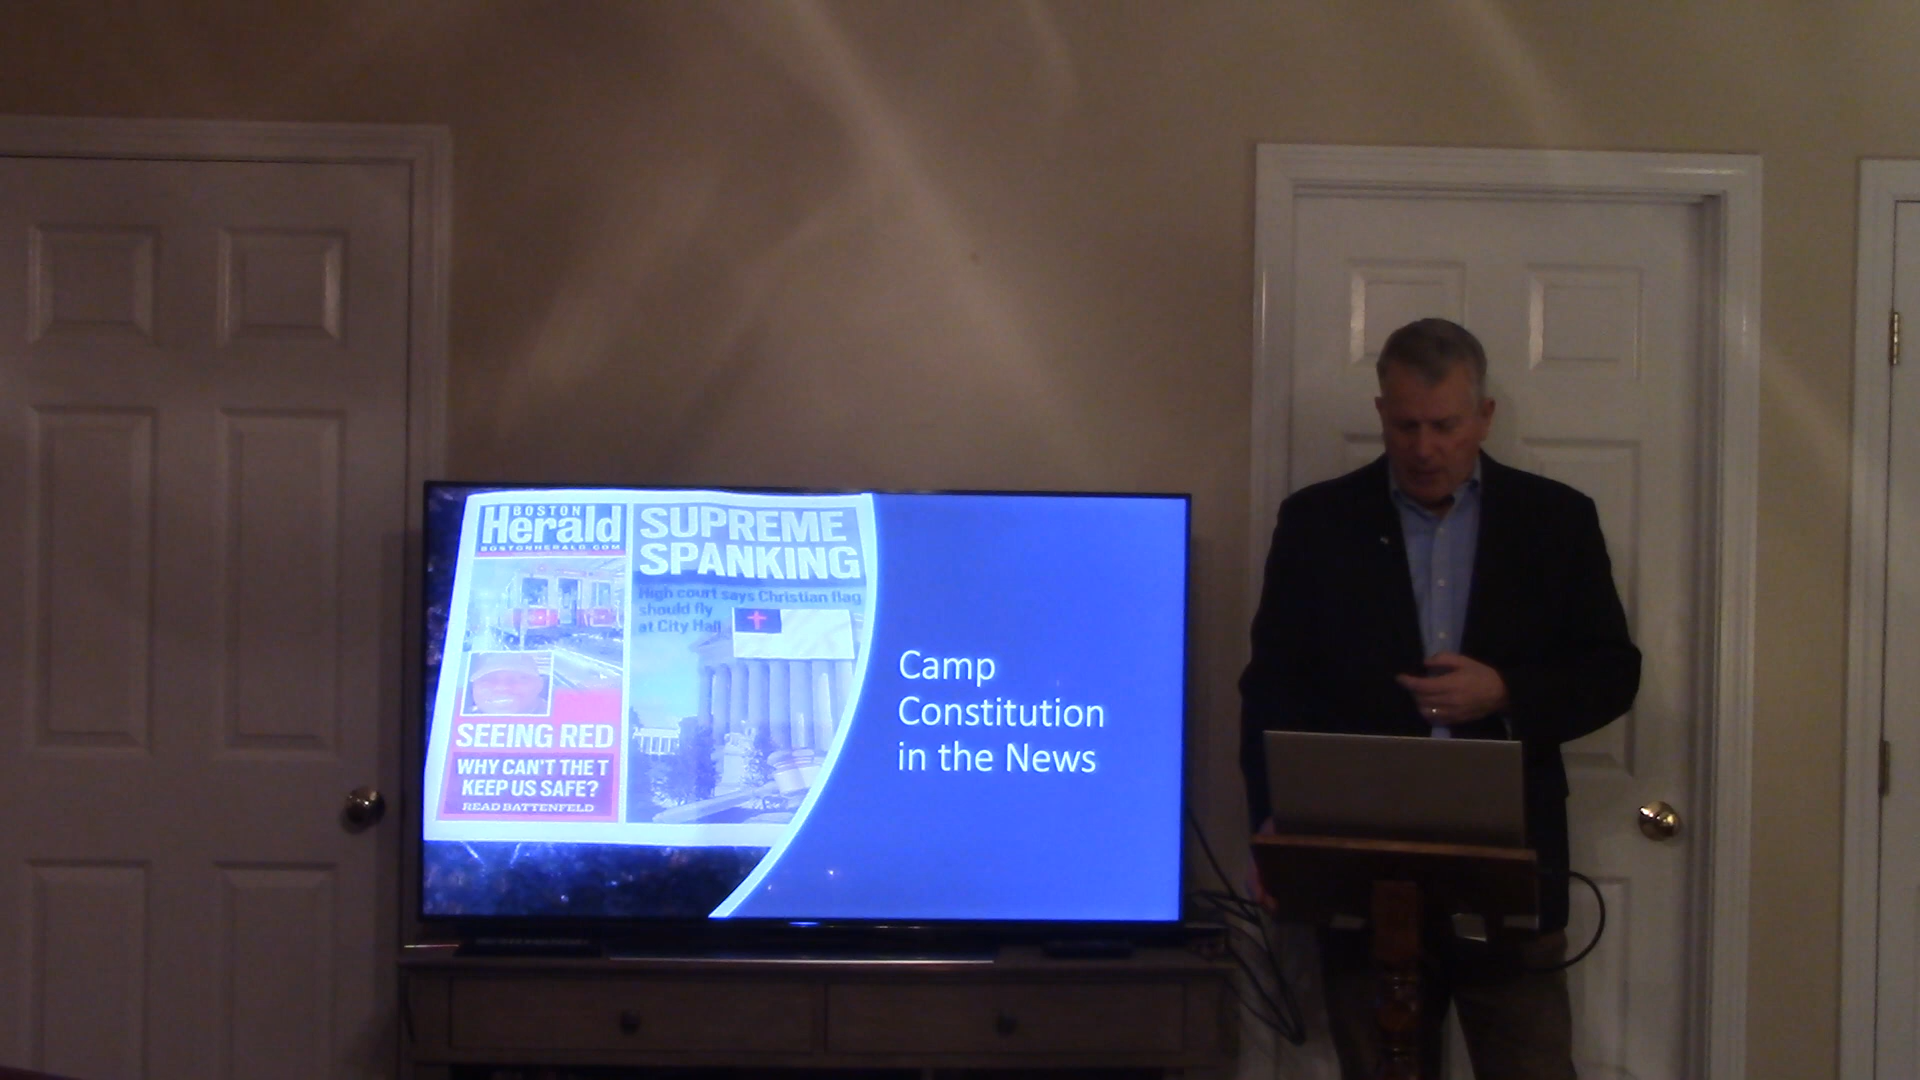 BOSTON
Herald
BOSTONHERALD.COM
SEEING RED
WHY CAN'T THE T
KEEP US SAFE?
READ BATTENFELD
SUPREME
SPANKING
High court says Christian flag
should fly
at City Hall
Camp
Constitution
in the News